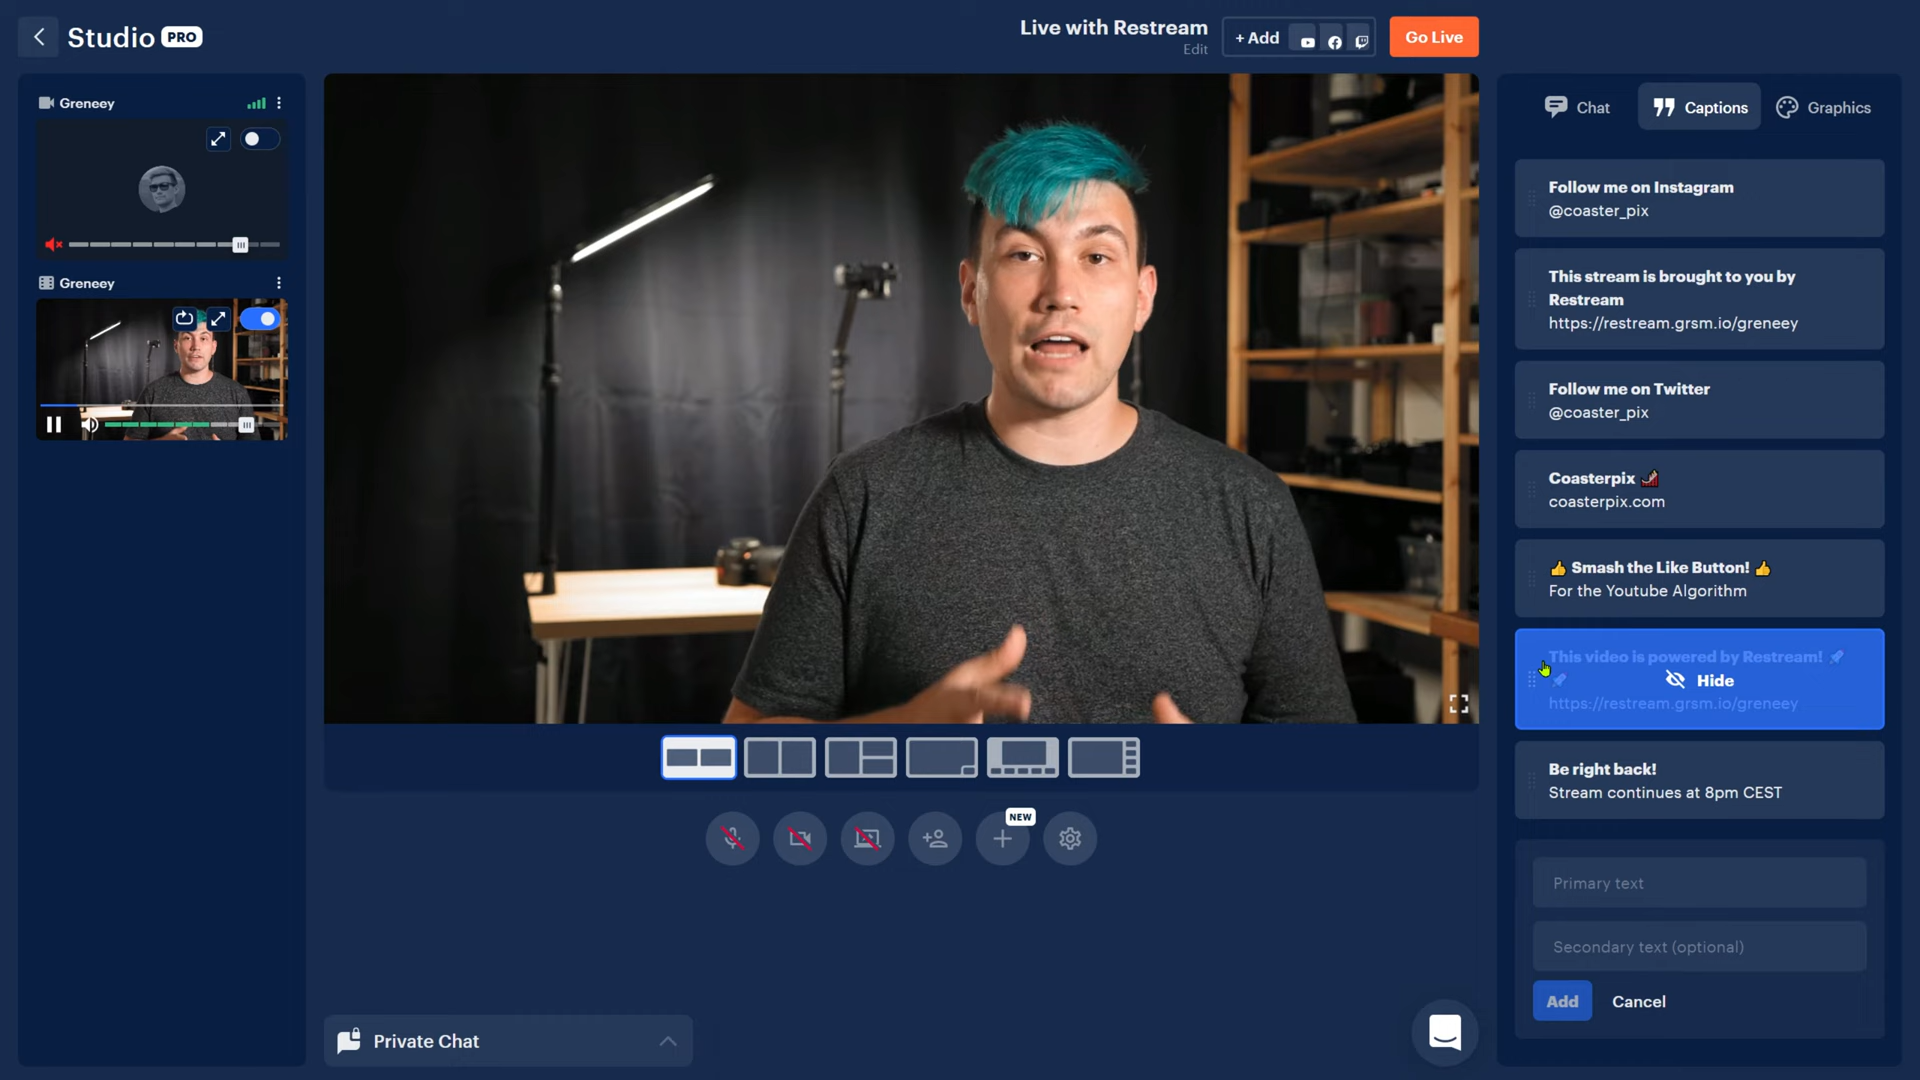 Studio PRO
Live with Restream
Edit
+ Add
Go Live
Greneey
Greneey
Chat
Captions
Graphics
Follow me on Instagram
@coaster_pix
This stream is brought to you by
Restream
https://restream.grsm.io/greneey
Follow me on Twitter
@coaster_pix
Coasterpix 🎢
coasterpix.com
👍 Smash the Like Button! 👍
For the Youtube Algorithm
This video is powered by Restream! 🚀
🚀 Hide
https://restream.grsm.io/greneey
Be right back!
Stream continues at 8pm CEST
NEW
Primary text
Secondary text (optional)
Add
Cancel
Private Chat